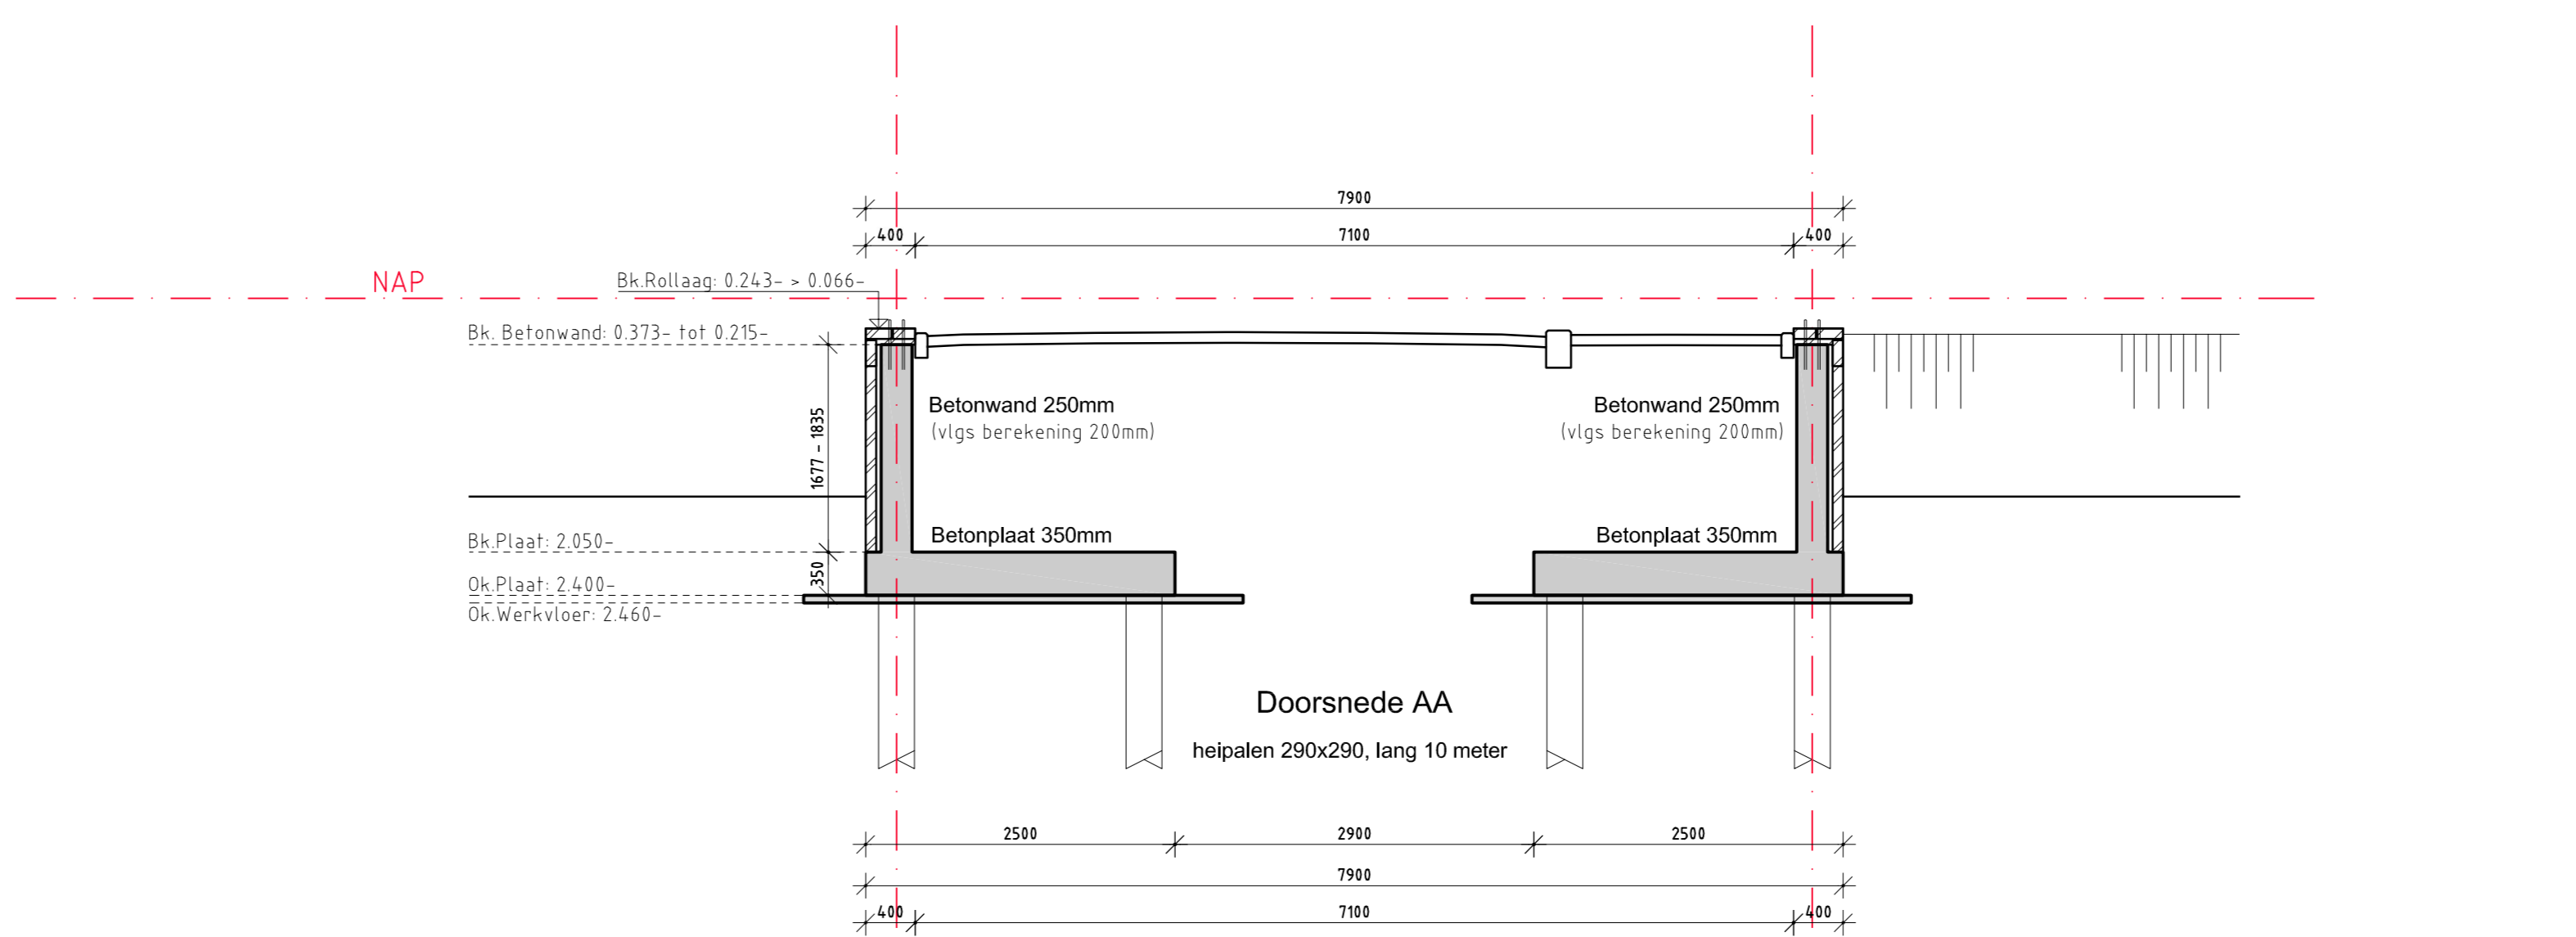 7900
400 7100 400
NAP
Bk.Rollaag: 0.243- > 0.066-
Bk. Betonwand: 0.373- tot 0.215-
1677 - 1835
Betonwand 250mm
(vlgs berekening 200mm)
Betonwand 250mm
(vlgs berekening 200mm)
Bk.Plaat: 2.050-
Betonplaat 350mm
Betonplaat 350mm
350
Ok.Plaat: 2.400-
Ok.Werkvloer: 2.460-
Doorsnede AA
heipalen 290x290, lang 10 meter
2500 2900 2500
7900
400 7100 400